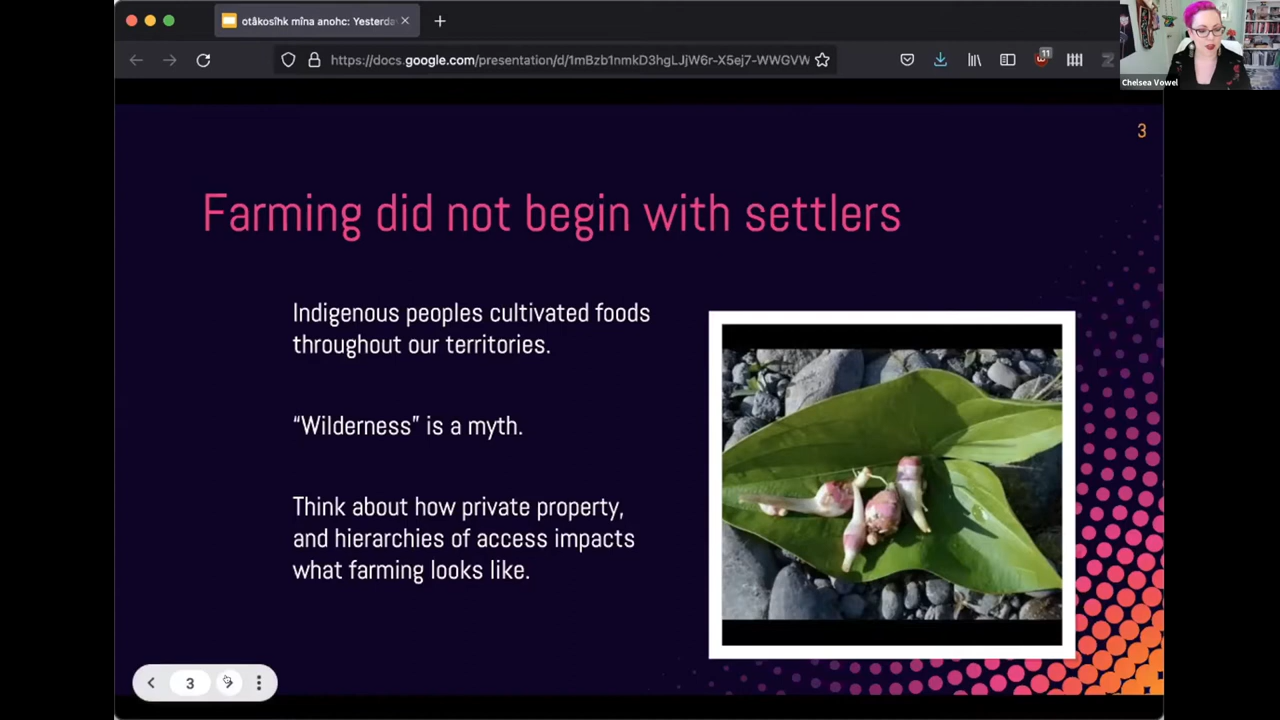 otâkosîhk mîna anohc: Yesterda
https://docs.google.com/presentation/d/1mBzb1nmkD3hgLJjW6r-X5ej7-WWGVW
11
Chelsea Vowel
3
Farming did not begin with settlers
Indigenous peoples cultivated foods
throughout our territories.
“Wilderness” is a myth.
Think about how private property,
and hierarchies of access impacts
what farming looks like.
3